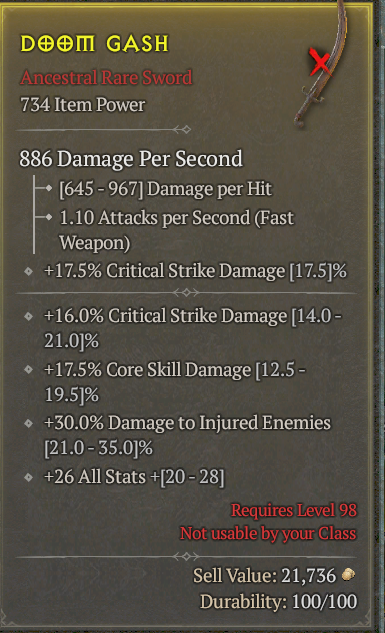 DOOM GASH
Ancestral Rare Sword
734 Item Power
886 Damage Per Second
[645 - 967] Damage per Hit
1.10 Attacks per Second (Fast
Weapon)
+17.5% Critical Strike Damage [17.5]%
+16.0% Critical Strike Damage [14.0 -
21.0]%
+17.5% Core Skill Damage [12.5 -
19.5]%
+30.0% Damage to Injured Enemies
[21.0 - 35.0]%
+26 All Stats +[20 - 28]
Requires Level 98
Not usable by your Class
Sell Value: 21,736
Durability: 100/100